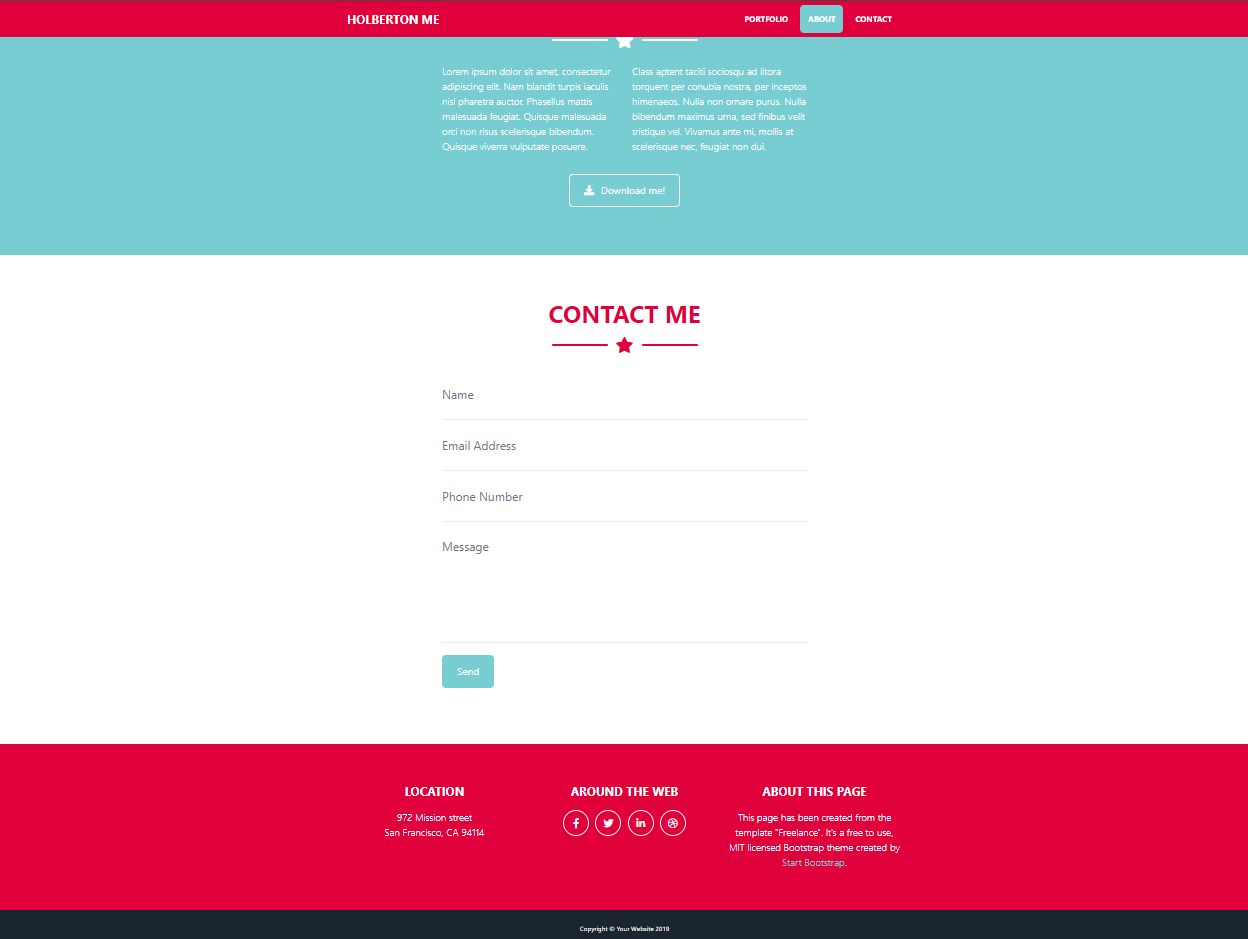 HOLBERTON ME
PORTFOLIO
ABOUT
CONTACT
Lorem ipsum dolor sit amet, consectetur
adipiscing elit. Nam blandit turpis iaculis
nisl pharetra auctor. Phasellus mattis
malesuada feugiat. Quisque malesuada
orci non risus scelerisque bibendum.
Quisque viverra vulputate posuere.
Class aptent taciti sociosqu ad litora
torquent per conubia nostra, per inceptos
himenaeos. Nulla non ornare purus. Nulla
bibendum maximus urna, sed finibus velit
tristique vel. Vivamus ante mi, mollis at
scelerisque nec, feugiat non dui.
Download me!
CONTACT ME
Name
Email Address
Phone Number
Message
Send
LOCATION
972 Mission street
San Francisco, CA 94114
AROUND THE WEB
ABOUT THIS PAGE
This page has been created from the
template "Freelance". It's a free to use,
MIT licensed Bootstrap theme created by
Start Bootstrap.
Copyright © Your Website 2019